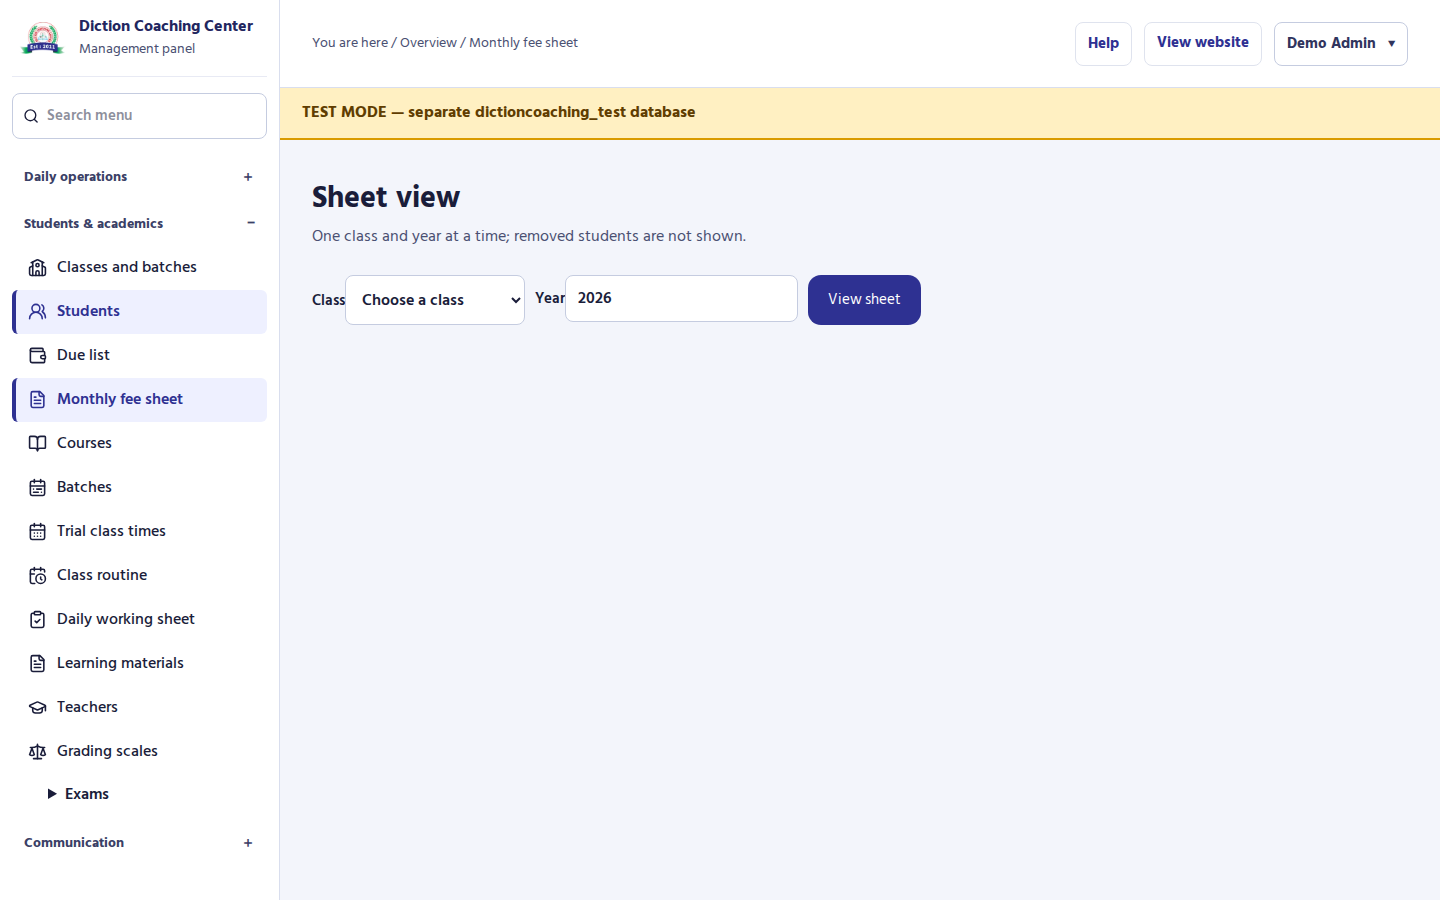 Diction Coaching Center
Management panel
Est : 2011
Search menu
Daily operations +
Students & academics −
Classes and batches
Students
Due list
Monthly fee sheet
Courses
Batches
Trial class times
Class routine
Daily working sheet
Learning materials
Teachers
Grading scales
Exams
Communication +
You are here / Overview / Monthly fee sheet
Help
View website
Demo Admin
TEST MODE — separate dictioncoaching_test database
Sheet view
One class and year at a time; removed students are not shown.
Class Choose a class Year 2026 View sheet